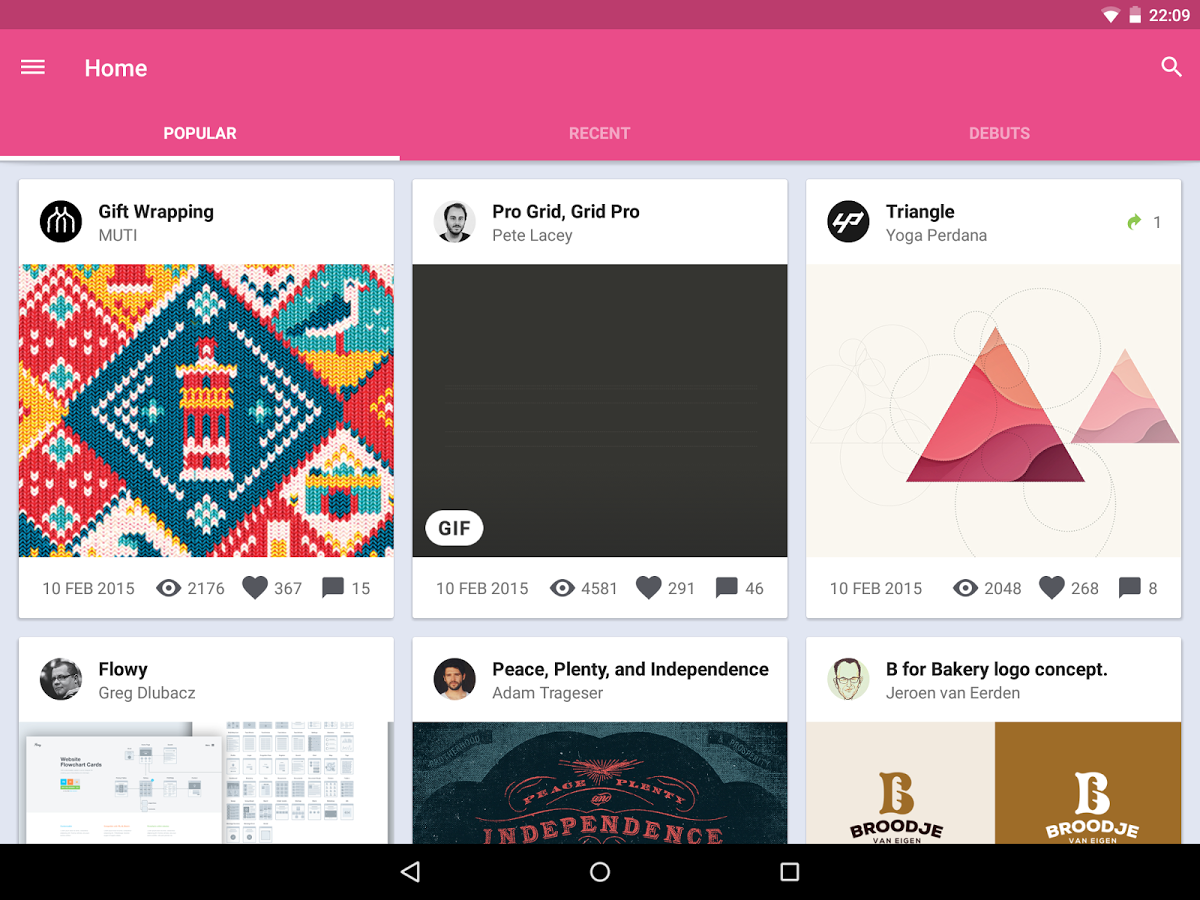 22:09
Home
POPULAR
RECENT
DEBUTS
Gift Wrapping
MUTI
10 FEB 2015 2176 367 15
Pro Grid, Grid Pro
Pete Lacey
GIF
10 FEB 2015 4581 291 46
Triangle
Yoga Perdana
1
10 FEB 2015 2048 268 8
Flowy
Greg Dlubacz
Website
Flowchart Cards
Peace, Plenty, and Independence
Adam Trageser
PEACE PLENTY
and
INDEPENDENCE
B for Bakery logo concept.
Jeroen van Eerden
B
BROODJE
VAN EIGEN
B
BROODJE
VAN EIGEN